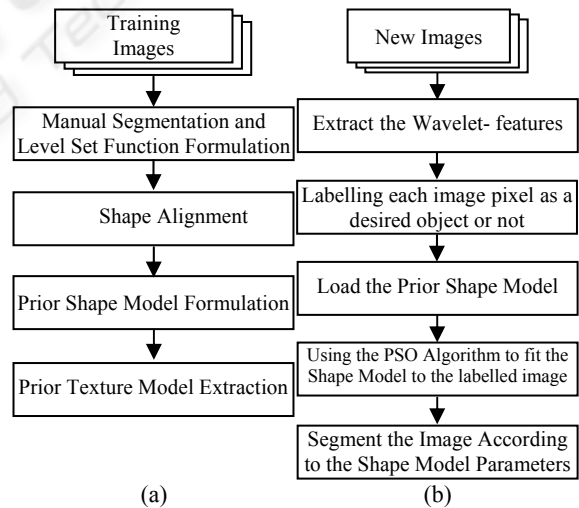 Training
Images
Manual Segmentation and
Level Set Function Formulation
Shape Alignment
Prior Shape Model Formulation
Prior Texture Model Extraction
(a)
New Images
Extract the Wavelet- features
Labelling each image pixel as a
desired object or not
Load the Prior Shape Model
Using the PSO Algorithm to fit the
Shape Model to the labelled image
Segment the Image According
to the Shape Model Parameters
(b)